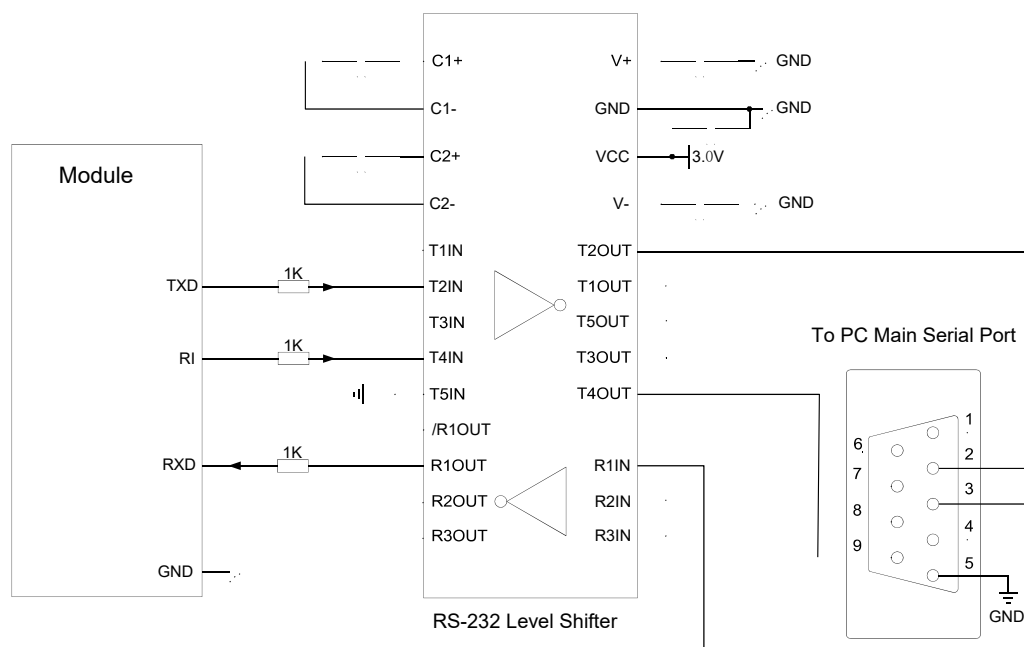 C1+
V+
GND
C1-
GND
GND
C2+
VCC
3.0V
Module
C2-
V-
GND
T1IN
T2OUT
TXD
1K
T2IN
T1OUT
T3IN
T5OUT
To PC Main Serial Port
RI
1K
T4IN
T3OUT
T5IN
T4OUT
/R1OUT
RXD
1K
R1OUT
R1IN
R2OUT
R2IN
R3OUT
R3IN
GND
1
6
2
7
3
8
4
9
5
GND
RS-232 Level Shifter